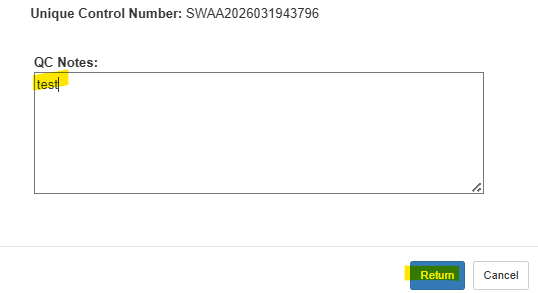 Unique Control Number: SWAA2026031943796
QC Notes:
test
Return Cancel